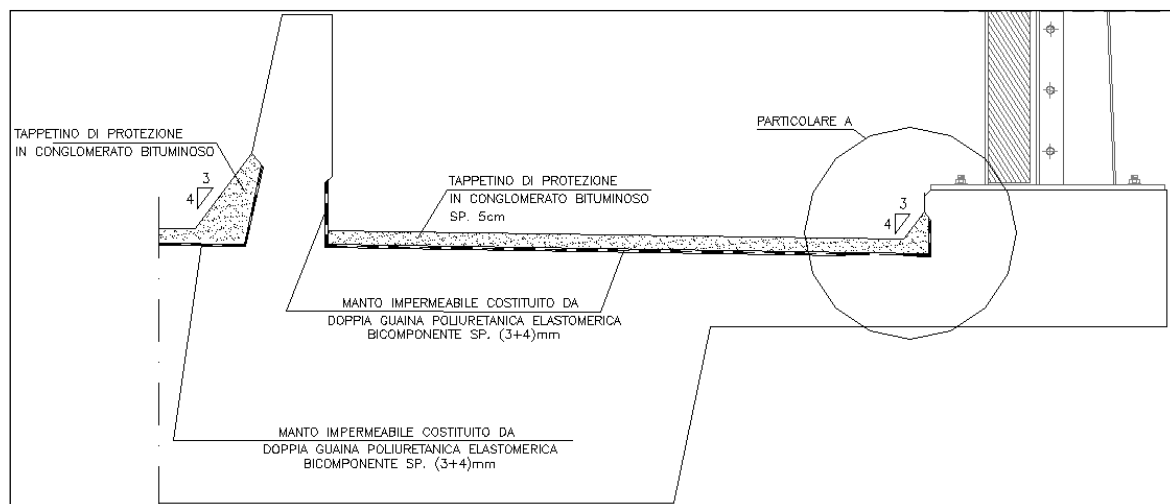 TAPPETINO DI PROTEZIONE
IN CONGLOMERATO BITUMINOSO
3
4
TAPPETINO DI PROTEZIONE
IN CONGLOMERATO BITUMINOSO
SP. 5cm
PARTICOLARE A
3
4
MANTO IMPERMEABILE COSTITUITO DA
DOPPIA GUAINA POLIURETANICA ELASTOMERICA
BICOMPONENTE SP. (3+4)mm
MANTO IMPERMEABILE COSTITUITO DA
DOPPIA GUAINA POLIURETANICA ELASTOMERICA
BICOMPONENTE SP. (3+4)mm